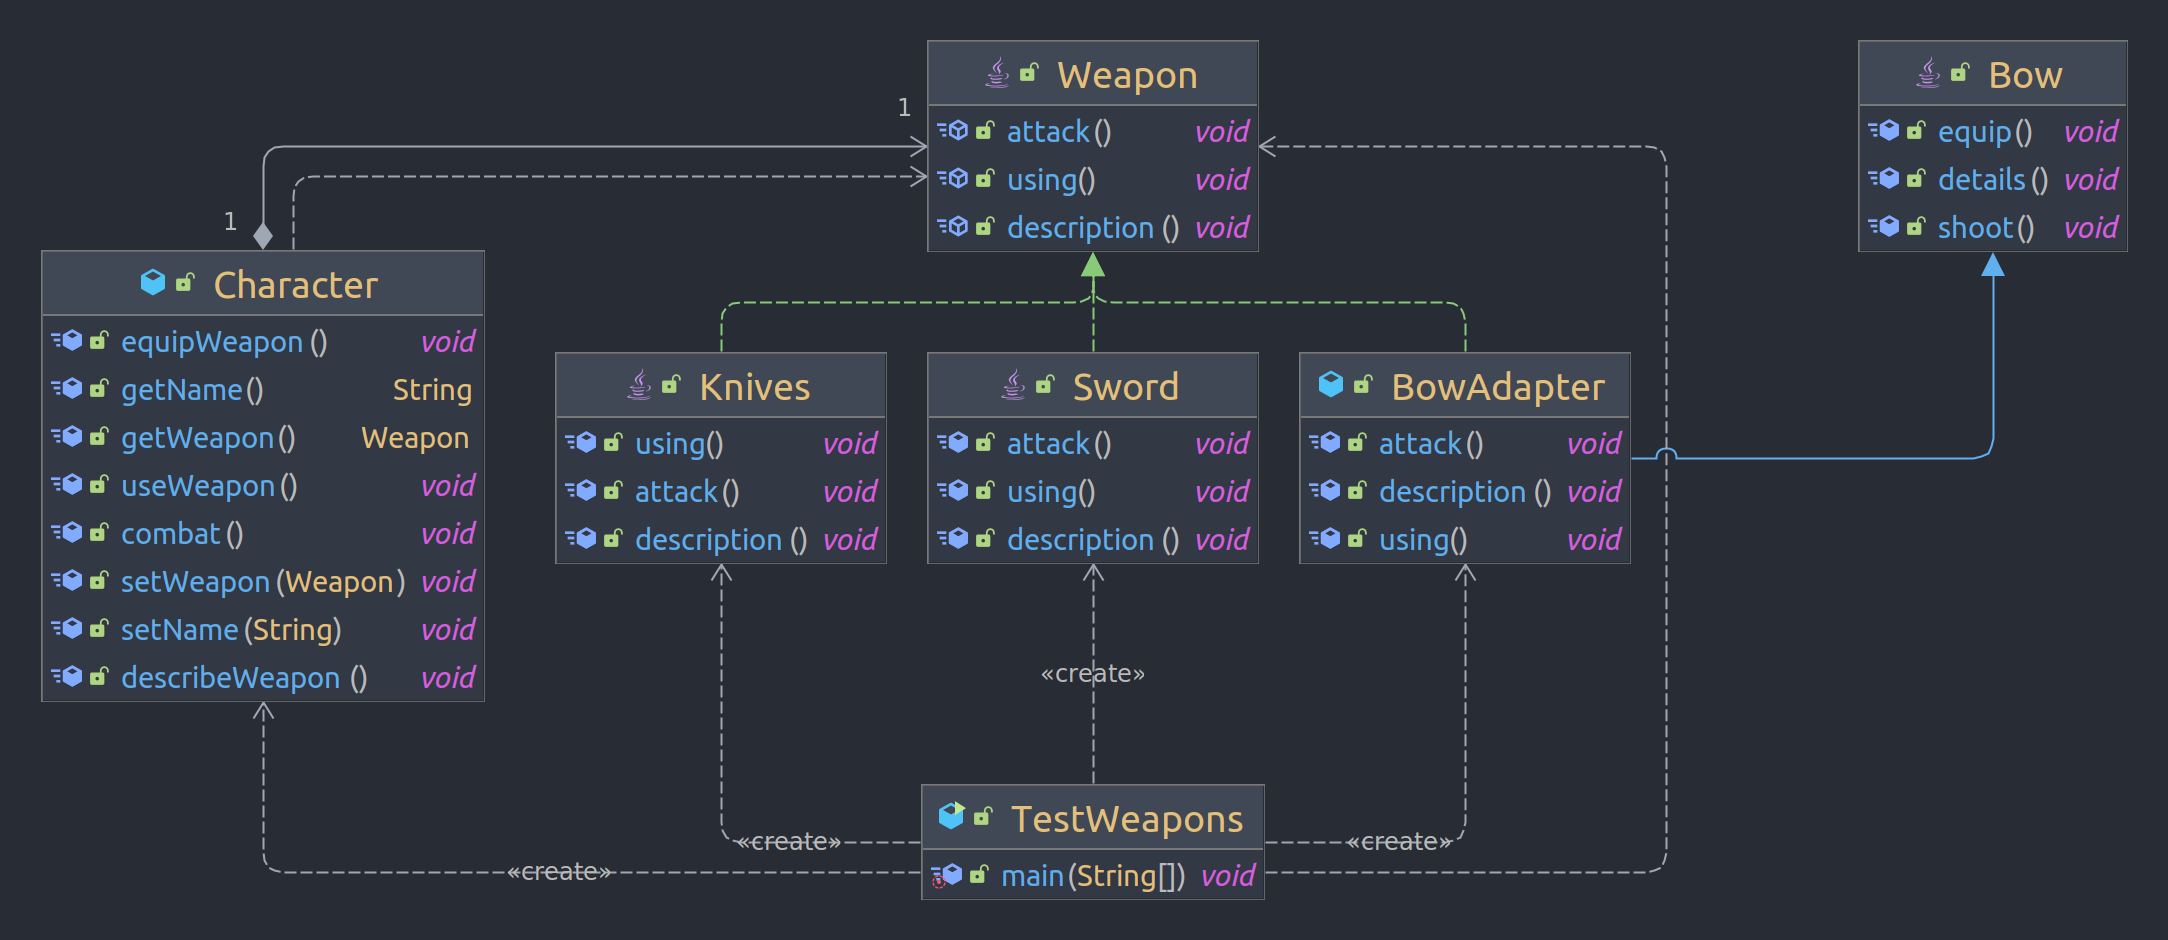 Weapon
attack() void
using() void
description() void
Bow
equip() void
details() void
shoot() void
1
1
Character
equipWeapon() void
getName() String
getWeapon() Weapon
useWeapon() void
combat() void
setWeapon(Weapon) void
setName(String) void
describeWeapon() void
Knives
using() void
attack() void
description() void
Sword
attack() void
using() void
description() void
BowAdapter
attack() void
description() void
using() void
«create»
TestWeapons
main(String[]) void
«create»
«create»
«create»